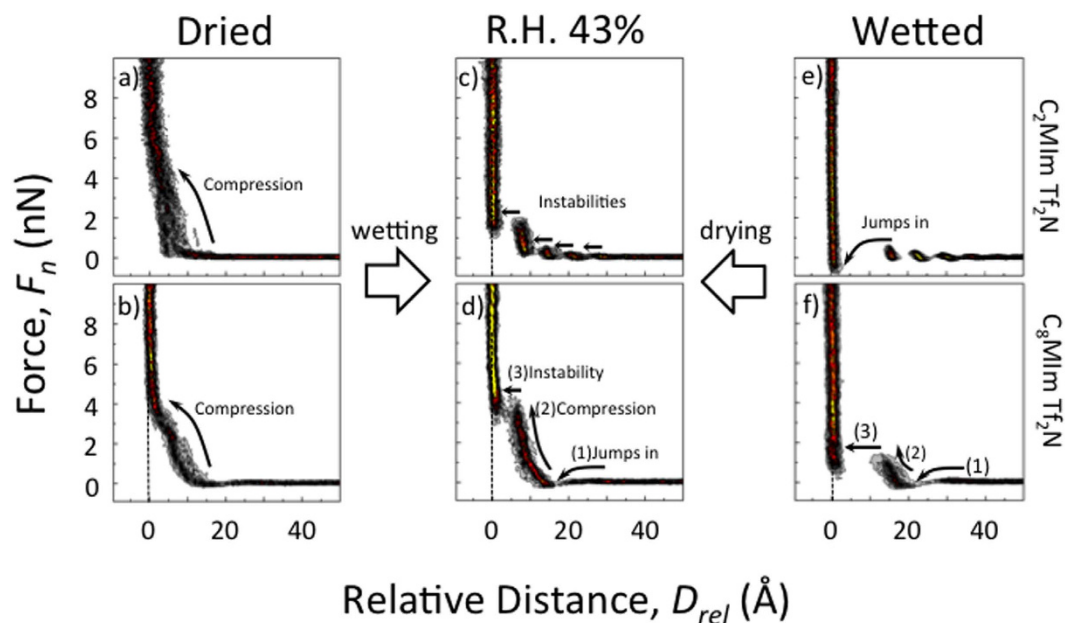 Dried
R.H. 43%
Wetted
a)
8
6
4
2
0
Compression
c)
Instabilities
e)
Jumps in
C₂MIm Tf₂N
wetting
drying
Force, Fₙ (nN)
b)
8
6
4
2
0
Compression
d)
(3)Instability
(2)Compression
(1)Jumps in
f)
(3)
(2)
(1)
C₈MIm Tf₂N
0 20 40
0 20 40
0 20 40
Relative Distance, D_rel (Å)